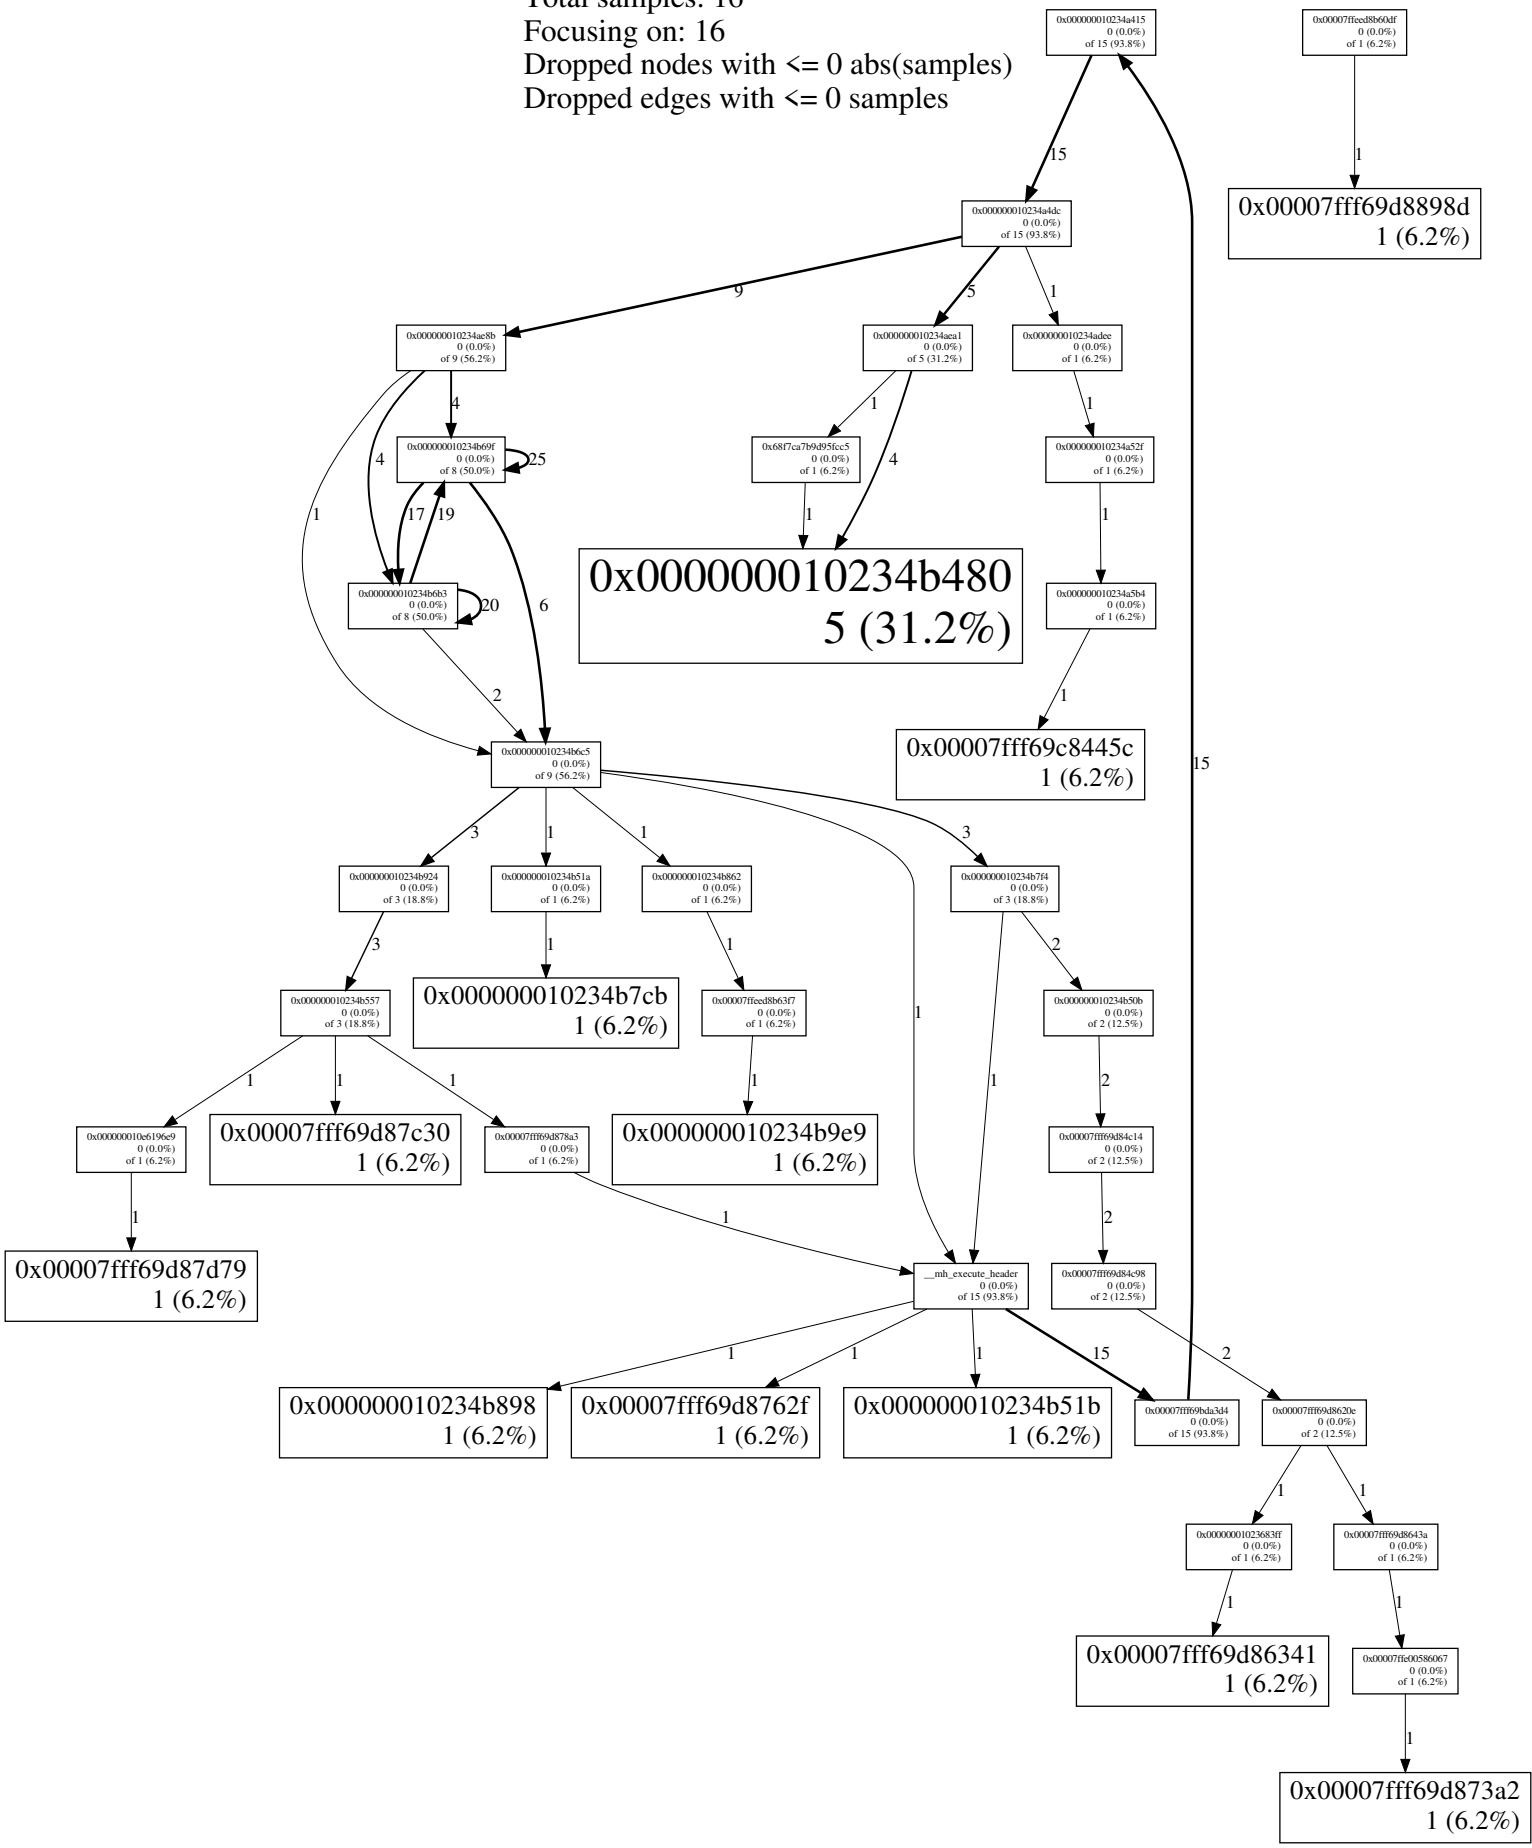 Total samples: 16
Focusing on: 16
Dropped nodes with <= 0 abs(samples)
Dropped edges with <= 0 samples
0x000000010234a415
0 (0.0%)
of 15 (93.8%)
0x00007ffeed8b60df
0 (0.0%)
of 1 (6.2%)
15
1
0x000000010234a4dc
0 (0.0%)
of 15 (93.8%)
0x00007fff69d8898d
1 (6.2%)
9
5
1
0x000000010234ae8b
0 (0.0%)
of 9 (56.2%)
0x000000010234aea1
0 (0.0%)
of 5 (31.2%)
0x000000010234adee
0 (0.0%)
of 1 (6.2%)
4
1
1
0x000000010234b69f
0 (0.0%)
of 8 (50.0%)
25
4
0x68f7ca7b9d95fcc5
0 (0.0%)
of 1 (6.2%)
4
0x000000010234a52f
0 (0.0%)
of 1 (6.2%)
1
17
19
1
1
0x000000010234b6b3
0 (0.0%)
of 8 (50.0%)
20
6
0x000000010234b480
5 (31.2%)
0x000000010234a5b4
0 (0.0%)
of 1 (6.2%)
2
1
0x000000010234b6c5
0 (0.0%)
of 9 (56.2%)
0x00007fff69c8445c
1 (6.2%)
15
3
1
1
3
0x000000010234b924
0 (0.0%)
of 3 (18.8%)
0x000000010234b51a
0 (0.0%)
of 1 (6.2%)
0x000000010234b862
0 (0.0%)
of 1 (6.2%)
0x000000010234b7f4
0 (0.0%)
of 3 (18.8%)
3
1
1
2
0x000000010234b557
0 (0.0%)
of 3 (18.8%)
0x000000010234b7cb
1 (6.2%)
0x00007ffeed8b63f7
0 (0.0%)
of 1 (6.2%)
1
0x000000010234b50b
0 (0.0%)
of 2 (12.5%)
1
1
1
1
1
2
0x000000010e6196e9
0 (0.0%)
of 1 (6.2%)
0x00007fff69d87c30
1 (6.2%)
0x00007fff69d878a3
0 (0.0%)
of 1 (6.2%)
0x000000010234b9e9
1 (6.2%)
0x00007fff69d84c14
0 (0.0%)
of 2 (12.5%)
1
1
2
0x00007fff69d87d79
1 (6.2%)
__mh_execute_header
0 (0.0%)
of 15 (93.8%)
0x00007fff69d84c98
0 (0.0%)
of 2 (12.5%)
1
1
1
15
2
0x000000010234b898
1 (6.2%)
0x00007fff69d8762f
1 (6.2%)
0x000000010234b51b
1 (6.2%)
0x00007fff69bda3d4
0 (0.0%)
of 15 (93.8%)
0x00007fff69d8620e
0 (0.0%)
of 2 (12.5%)
1
1
0x00000001023683ff
0 (0.0%)
of 1 (6.2%)
0x00007fff69d8643a
0 (0.0%)
of 1 (6.2%)
1
1
0x00007fff69d86341
1 (6.2%)
0x00007ffe00586067
0 (0.0%)
of 1 (6.2%)
1
0x00007fff69d873a2
1 (6.2%)